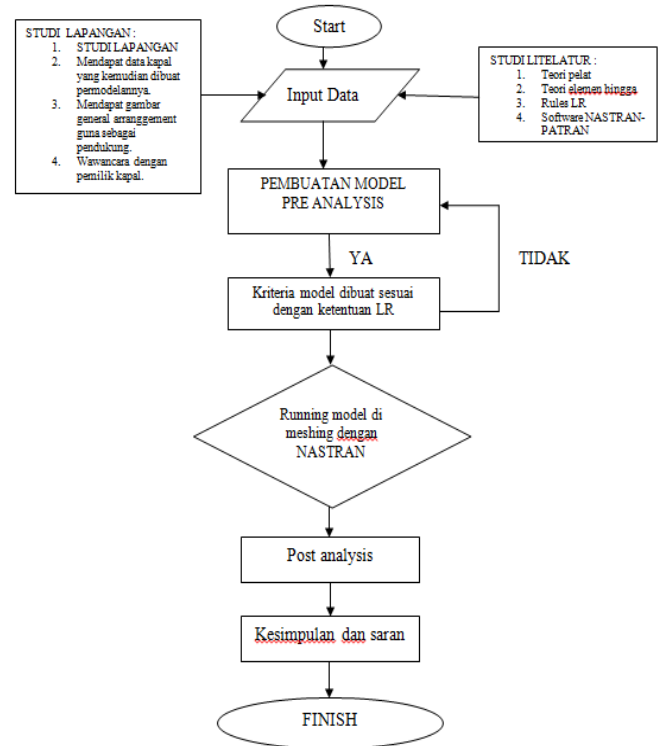 Start
STUDI LAPANGAN :
1. STUDI LAPANGAN
2. Mendapat data kapal
yang kemudian dibuat
permodelannya.
3. Mendapat gambar
general arranggement
guna sebagai
pendukung.
4. Wawancara dengan
pemilik kapal.
Input Data
STUDI LITELATUR :
1. Teori pelat
2. Teori elemen hingga
3. Rules LR
4. Software NASTRAN-
PATRAN
PEMBUATAN MODEL
PRE ANALYSIS
YA
TIDAK
Kriteria model dibuat sesuai
dengan ketentuan LR
Running model di
meshing dengan
NASTRAN
Post analysis
Kesimpulan dan saran
FINISH